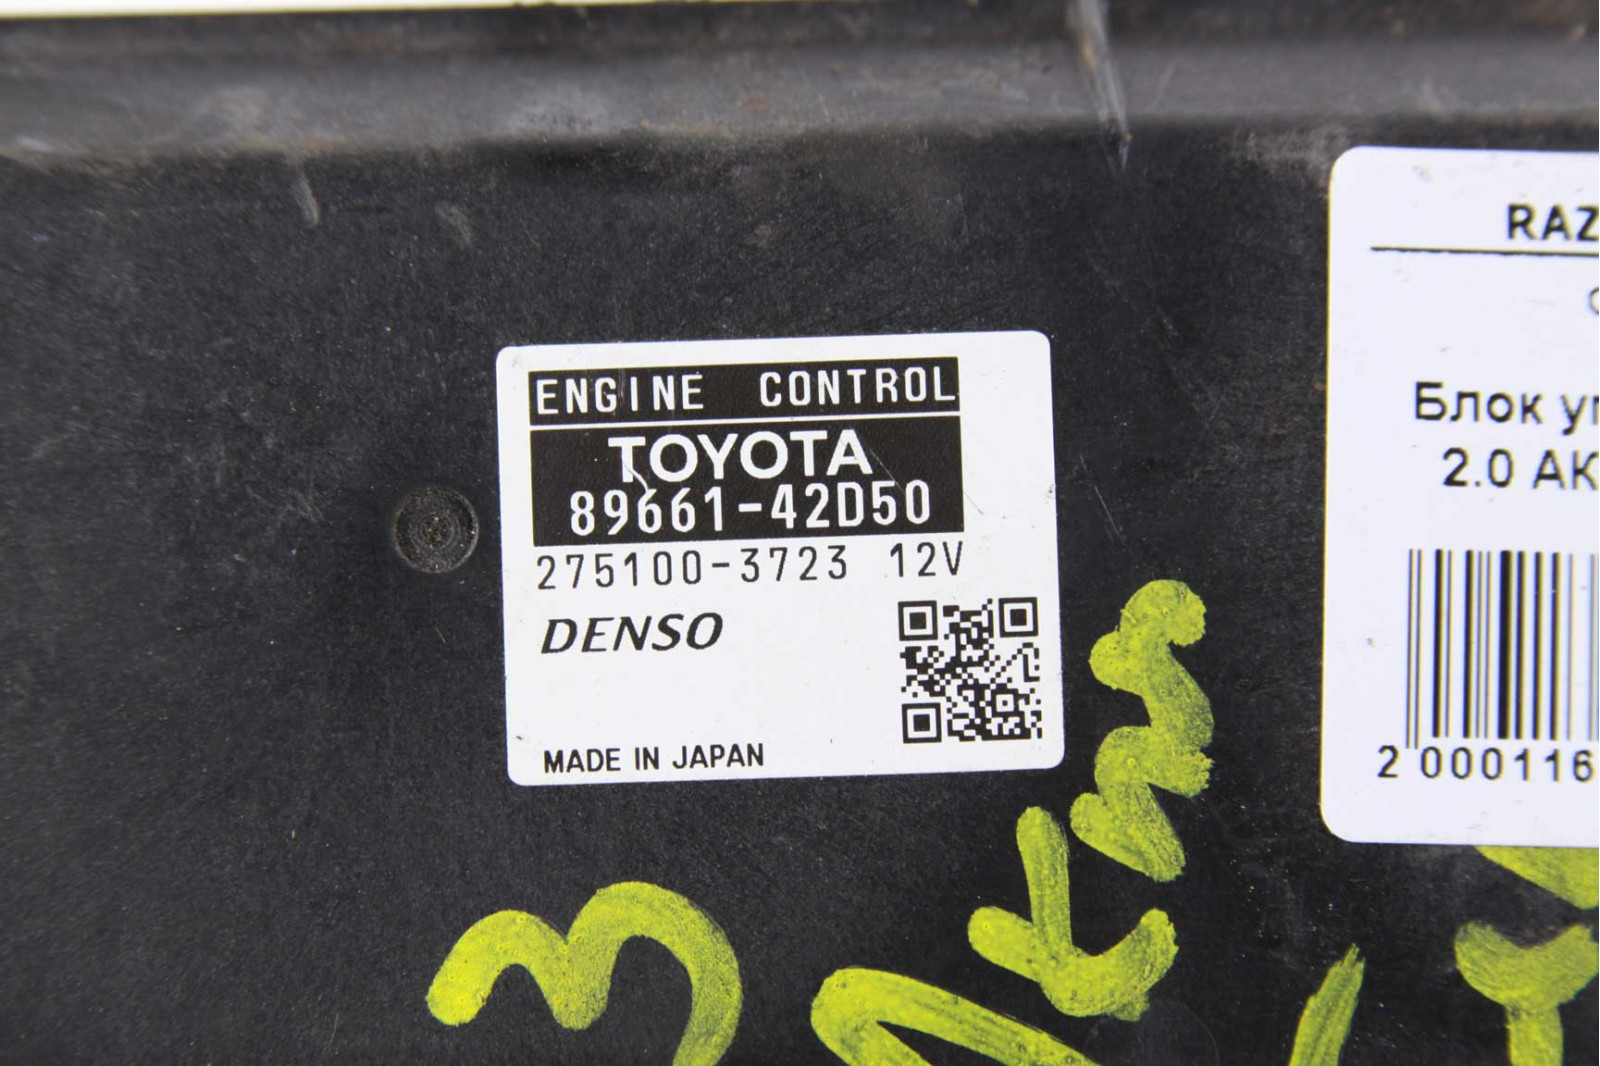 ENGINE CONTROL
TOYOTA
89661-42D50
275100-3723 12V
DENSO
MADE IN JAPAN
RAZ
Блок уп
2.0 АК
2 000116